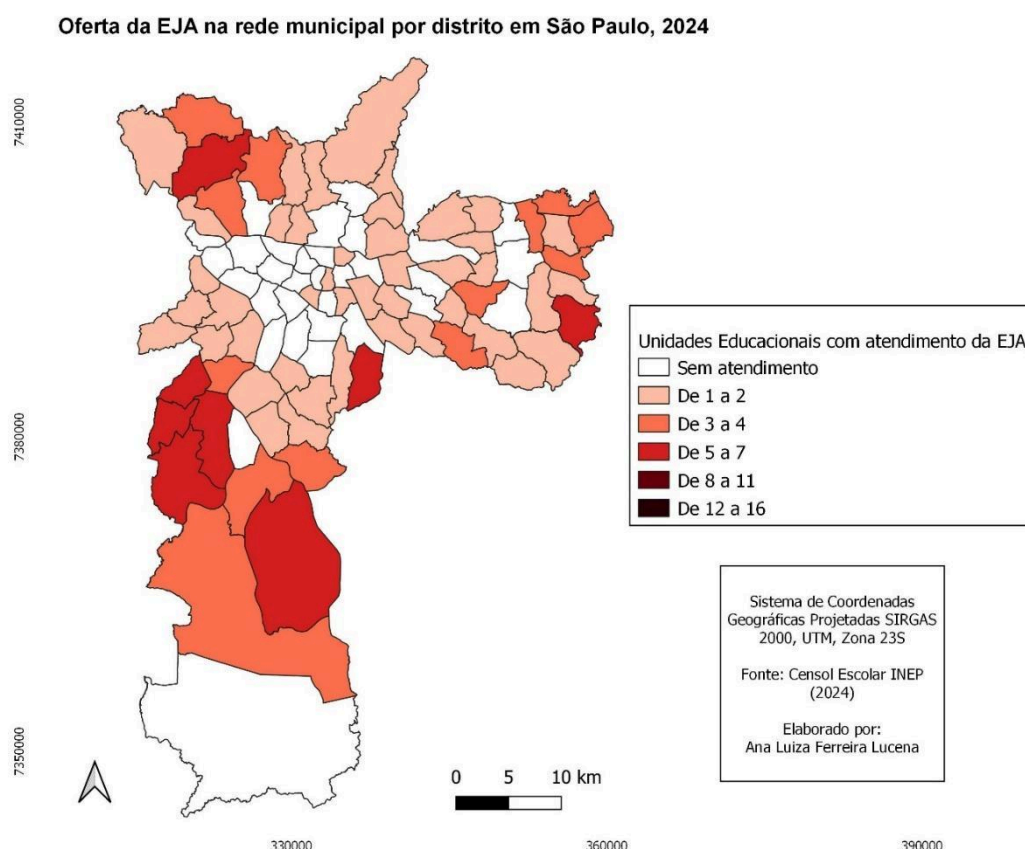 Oferta da EJA na rede municipal por distrito em São Paulo, 2024
7410000
7380000
7350000
Unidades Educacionais com atendimento da EJA
Sem atendimento
De 1 a 2
De 3 a 4
De 5 a 7
De 8 a 11
De 12 a 16
Sistema de Coordenadas
Geográficas Projetadas SIRGAS
2000, UTM, Zona 23S
Fonte: Censol Escolar INEP
(2024)
Elaborado por:
Ana Luiza Ferreira Lucena
0 5 10 km
330000 360000 390000